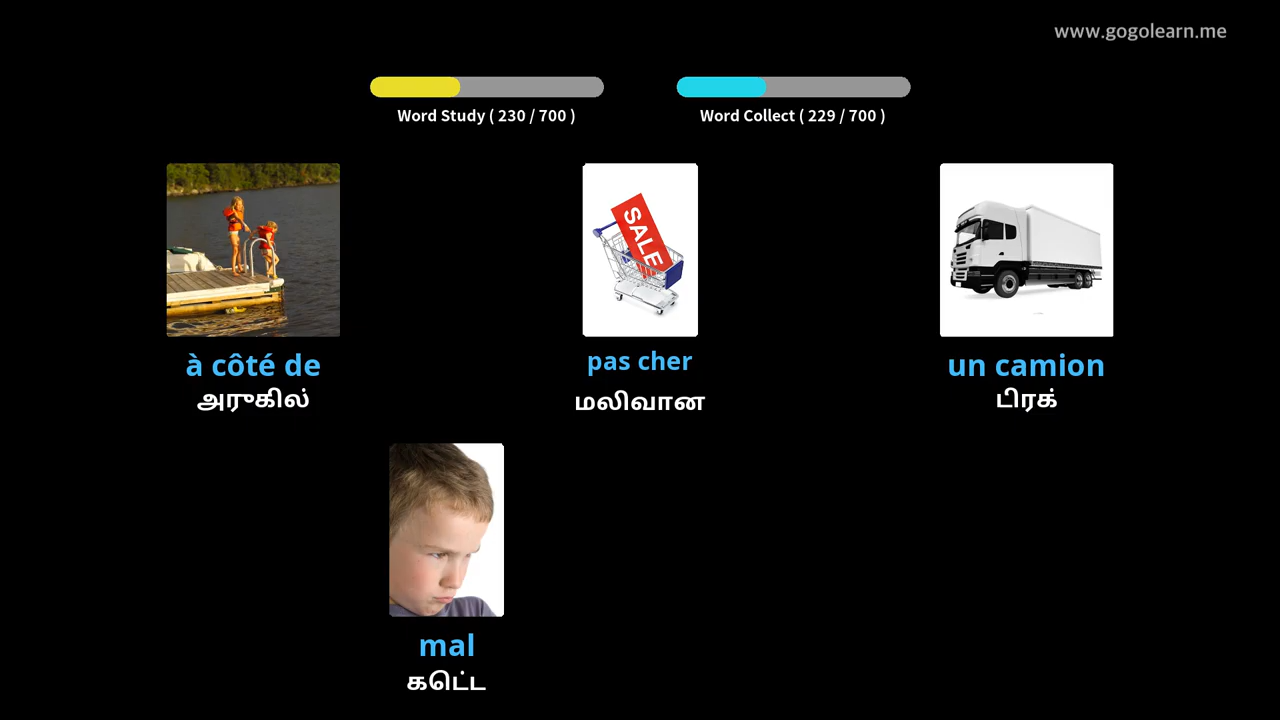 www.gogolearn.me
Word Study ( 230 / 700 )
Word Collect ( 229 / 700 )
SALE
à côté de
அருகில்
pas cher
மலிவான
un camion
டிரக்
mal
கெட்ட